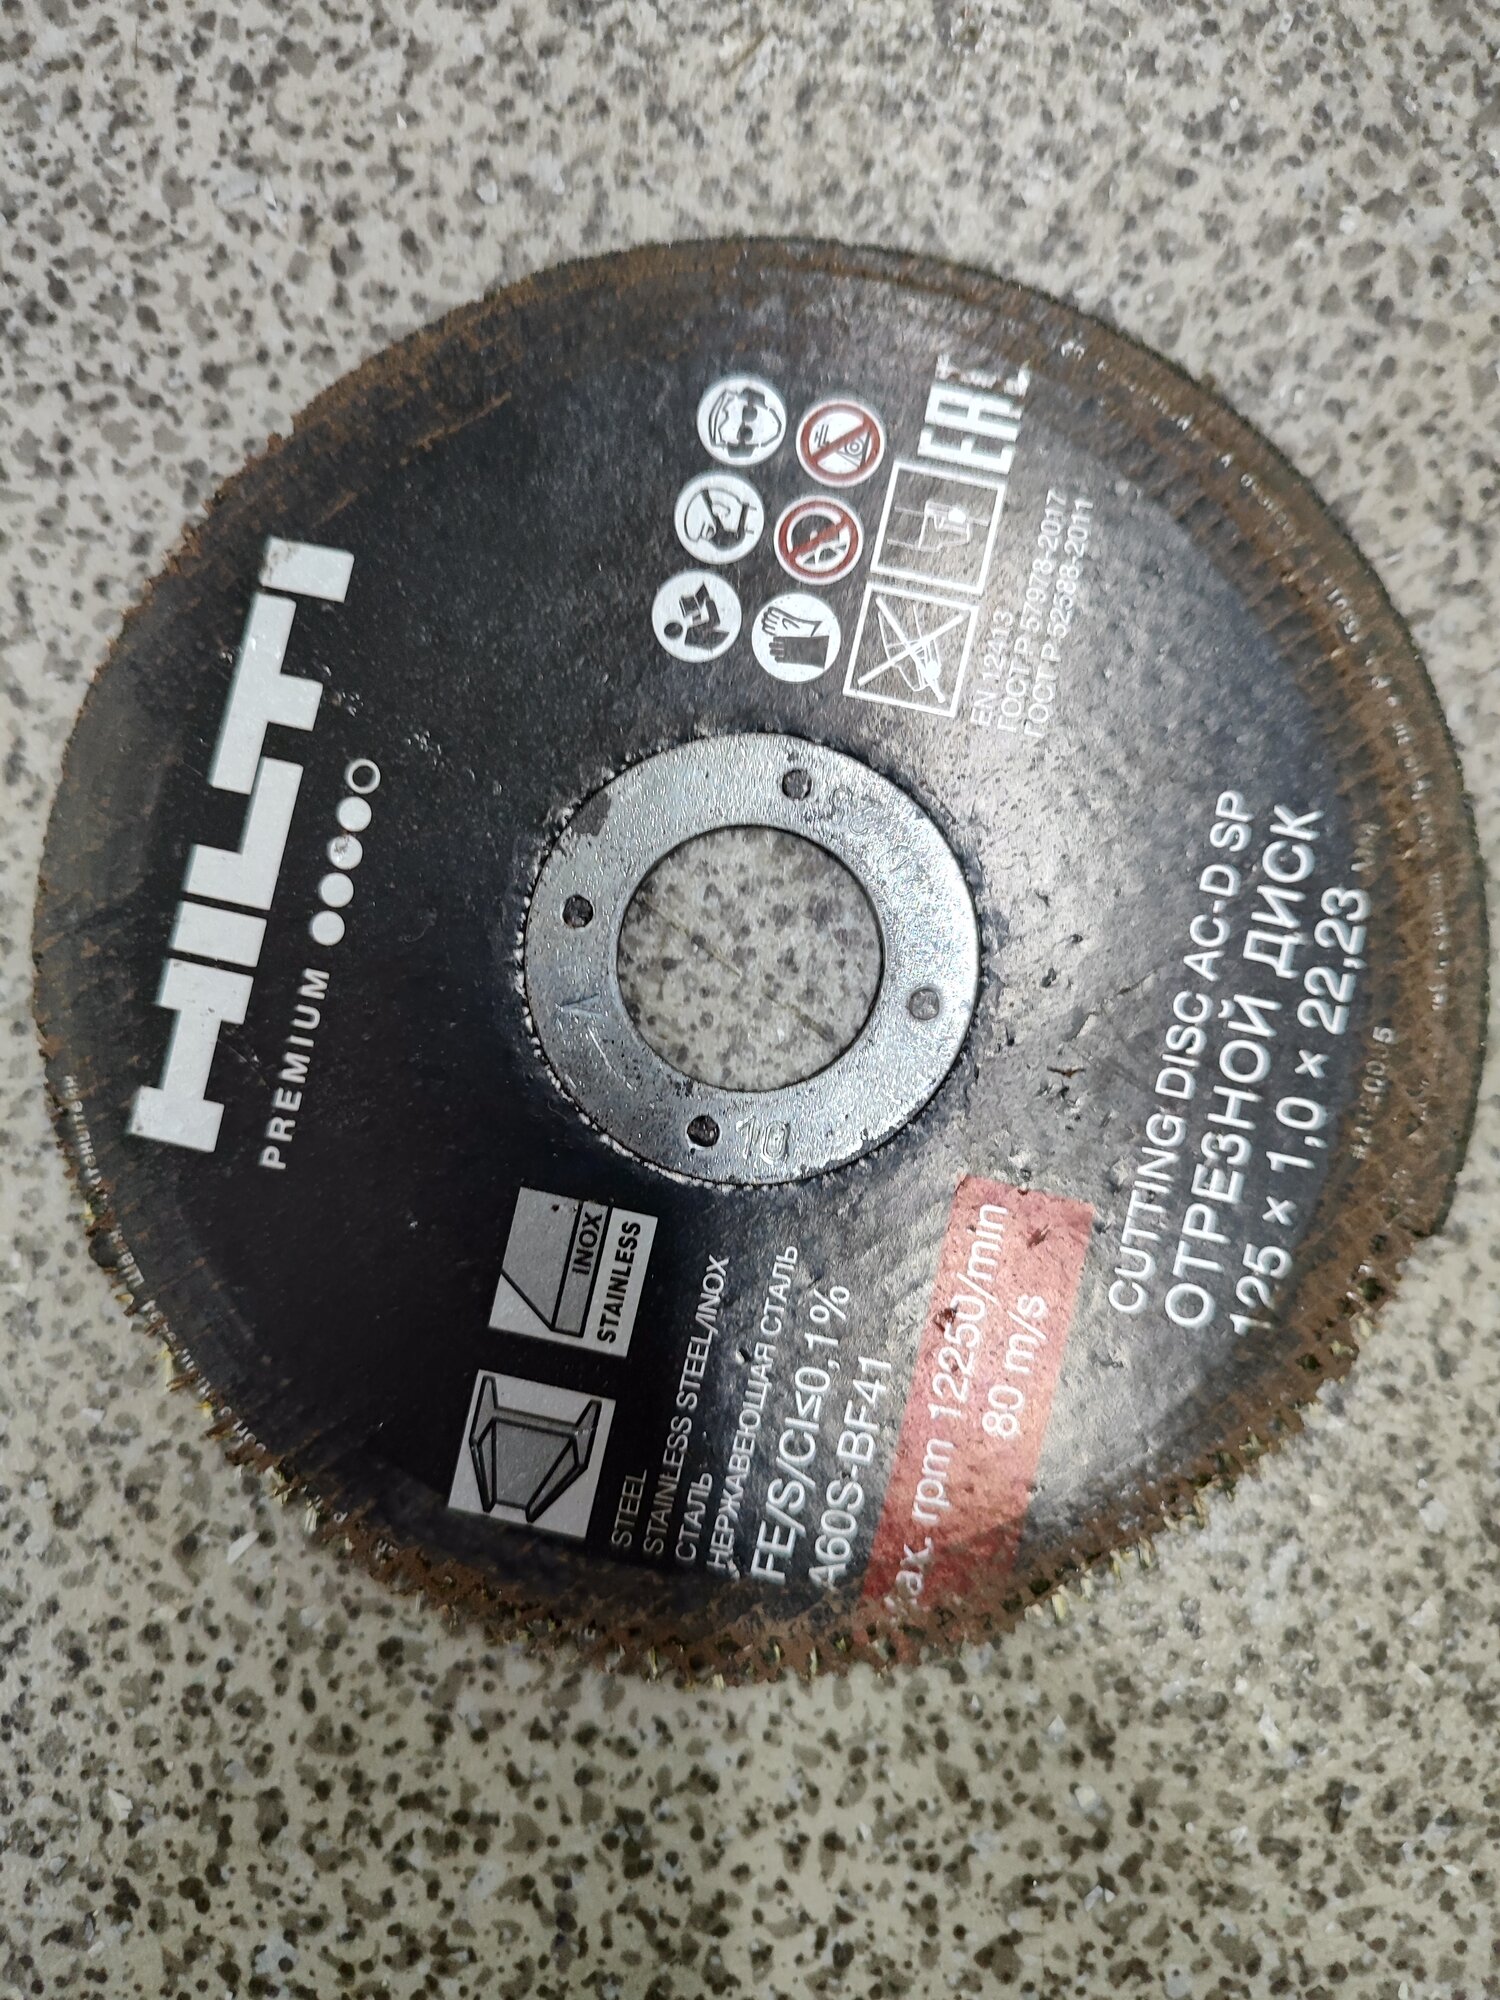 HILTI
PREMIUM
INOX
STAINLESS
STEEL
STAINLESS STEEL/INOX
СТАЛЬ
НЕРЖАВЕЮЩАЯ СТАЛЬ
FE/S/Cl≤0,1%
A60S-BF41
ax. rpm 12250/min
80 m/s
CUTTING DISC AC-D SP
ОТРЕЗНОЙ ДИСК
125 × 1,0 × 22,23
EAC
EN 12413
ГОСТ Р 57978-2017
ГОСТ Р 52588-2011
10